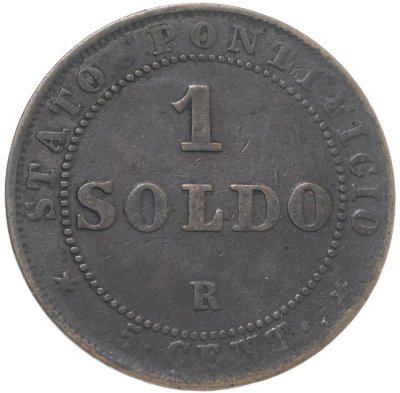 STATO PONTIFICIO
1
SOLDO
R
5 CENT.